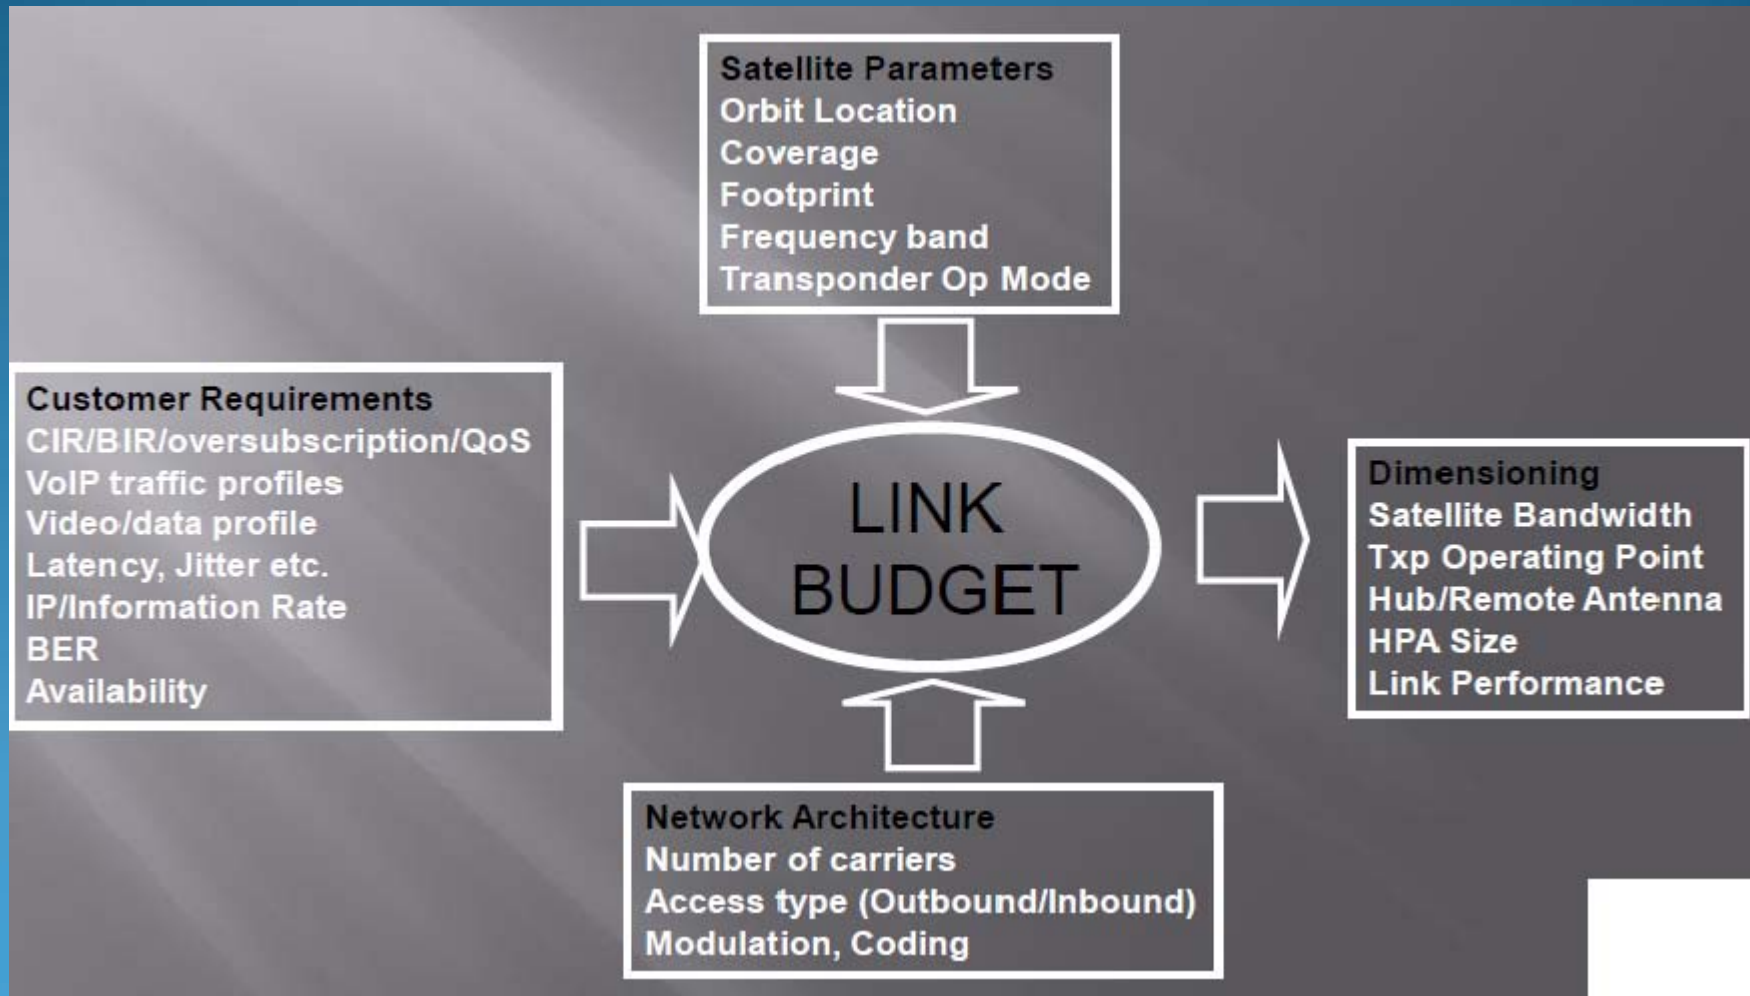 Satellite Parameters
Orbit Location
Coverage
Footprint
Frequency band
Transponder Op Mode
Customer Requirements
CIR/BIR/oversubscription/QoS
VoIP traffic profiles
Video/data profile
Latency, Jitter etc.
IP/Information Rate
BER
Availability
LINK
BUDGET
Dimensioning
Satellite Bandwidth
Txp Operating Point
Hub/Remote Antenna
HPA Size
Link Performance
Network Architecture
Number of carriers
Access type (Outbound/Inbound)
Modulation, Coding